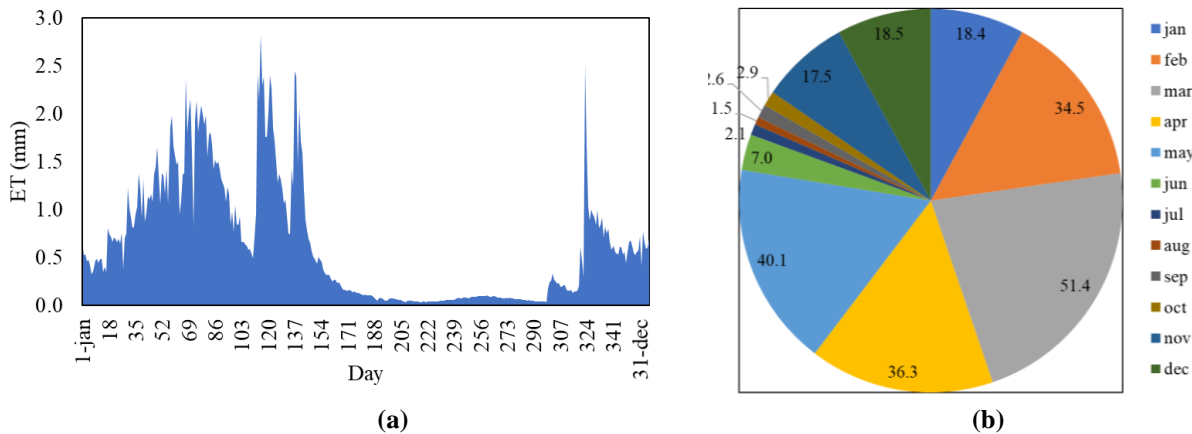 3.0
2.5
2.0
1.5
1.0
0.5
0.0
ET (mm)
1-jan
18
35
52
69
86
103
120
137
154
171
188
205
222
239
256
273
290
307
324
341
31-dec
Day
(a)
18.5
18.4
17.5
2.9
2.6
1.5
2.1
7.0
34.5
40.1
51.4
36.3
jan
feb
mar
apr
may
jun
jul
aug
sep
oct
nov
dec
(b)